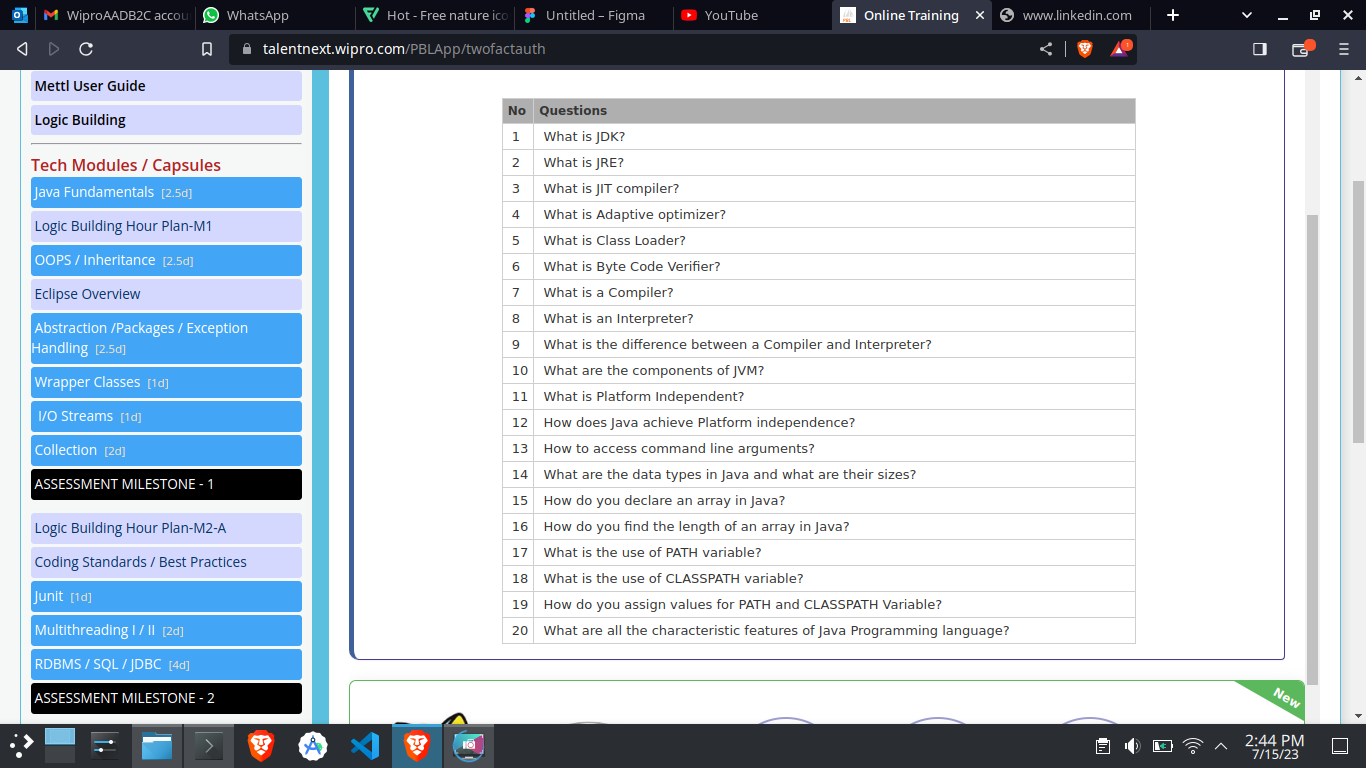 WiproAADB2C accou
WhatsApp
Hot - Free nature ico
Untitled – Figma
YouTube
Online Training
www.linkedin.com
talentnext.wipro.com/PBLApp/twofactauth
1
Mettl User Guide
Logic Building
Tech Modules / Capsules
Java Fundamentals [2.5d]
Logic Building Hour Plan-M1
OOPS / Inheritance [2.5d]
Eclipse Overview
Abstraction /Packages / Exception
Handling [2.5d]
Wrapper Classes [1d]
I/O Streams [1d]
Collection [2d]
ASSESSMENT MILESTONE - 1
Logic Building Hour Plan-M2-A
Coding Standards / Best Practices
Junit [1d]
Multithreading I / II [2d]
RDBMS / SQL / JDBC [4d]
ASSESSMENT MILESTONE - 2
No Questions
1 What is JDK?
2 What is JRE?
3 What is JIT compiler?
4 What is Adaptive optimizer?
5 What is Class Loader?
6 What is Byte Code Verifier?
7 What is a Compiler?
8 What is an Interpreter?
9 What is the difference between a Compiler and Interpreter?
10 What are the components of JVM?
11 What is Platform Independent?
12 How does Java achieve Platform independence?
13 How to access command line arguments?
14 What are the data types in Java and what are their sizes?
15 How do you declare an array in Java?
16 How do you find the length of an array in Java?
17 What is the use of PATH variable?
18 What is the use of CLASSPATH variable?
19 How do you assign values for PATH and CLASSPATH Variable?
20 What are all the characteristic features of Java Programming language?
New
2:44 PM
7/15/23